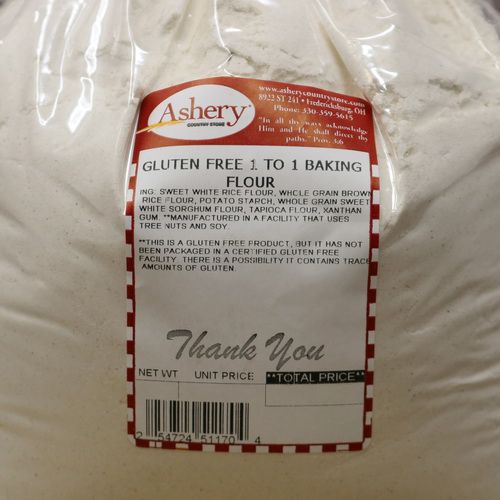 Ashery
COUNTRY STORE
www.asherycountrystore.com
8922 ST 241 • Fredericksburg, OH
Phone: 330-359-5615
"In all thy ways acknowledge
Him and He shall direct thy
paths." Prov. 3:6
GLUTEN FREE 1 TO 1 BAKING
FLOUR
ING: SWEET WHITE RICE FLOUR, WHOLE GRAIN BROWN
RICE FLOUR, POTATO STARCH, WHOLE GRAIN SWEET
WHITE SORGHUM FLOUR, TAPIOCA FLOUR, XANTHAN
GUM. **MANUFACTURED IN A FACILITY THAT USES
TREE NUTS AND SOY.
**THIS IS A GLUTEN FREE PRODUCT, BUT IT HAS NOT
BEEN PACKAGED IN A CERTIFIED GLUTEN FREE
FACILITY. THERE IS A POSSIBILITY IT CONTAINS TRACE
AMOUNTS OF GLUTEN.
Thank You
NET WT UNIT PRICE **TOTAL PRICE**
2 54724 51170 4